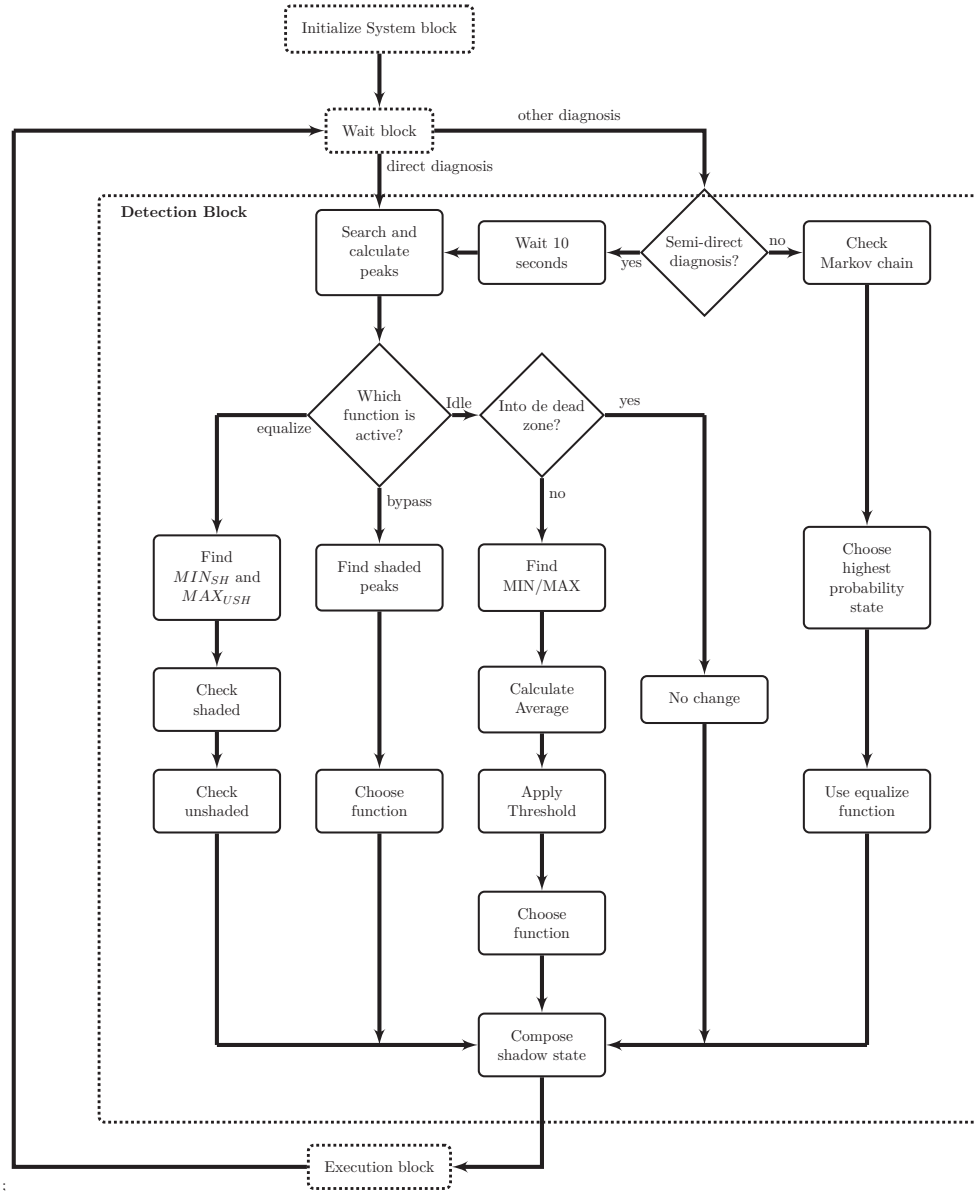 Initialize System block
other diagnosis
Wait block
direct diagnosis
Detection Block
Search and
calculate
peaks
Wait 10
seconds
yes
Semi-direct
diagnosis?
no
Check
Markov chain
equalize
Which
function is
active?
Idle
Into de dead
zone?
yes
bypass
no
Find
MIN_SH and
MAX_USH
Find shaded
peaks
Find
MIN/MAX
Choose
highest
probability
state
Check
shaded
Calculate
Average
No change
Check
unshaded
Choose
function
Apply
Threshold
Use equalize
function
Choose
function
Compose
shadow state
Execution block
: